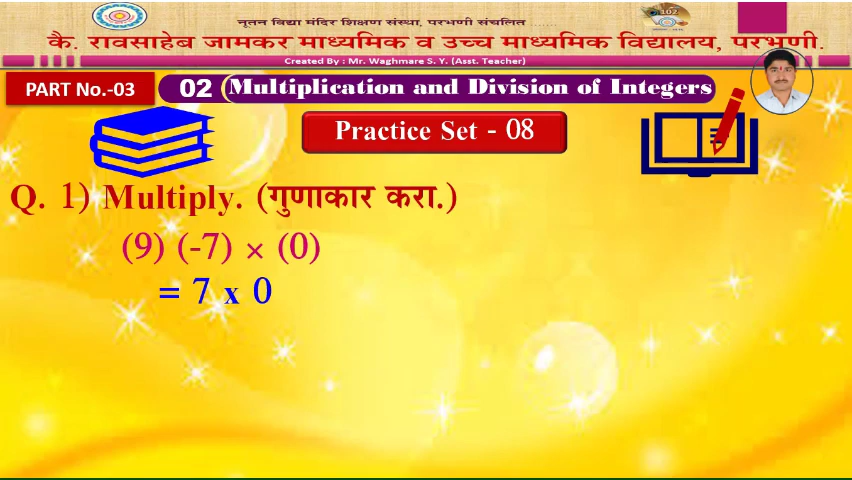 नूतन विद्या मंदिर शिक्षण संस्था, परभणी संचलित ........
102
कै. रावसाहेब जामकर माध्यमिक व उच्च माध्यमिक विद्यालय, परभणी.
Created By : Mr. Waghmare S. Y. (Asst. Teacher)
PART No.-03
02 (Multiplication and Division of Integers
Practice Set - 08
Q. 1) Multiply. (गुणाकार करा.)
(9) (-7) × (0)
= 7 x 0